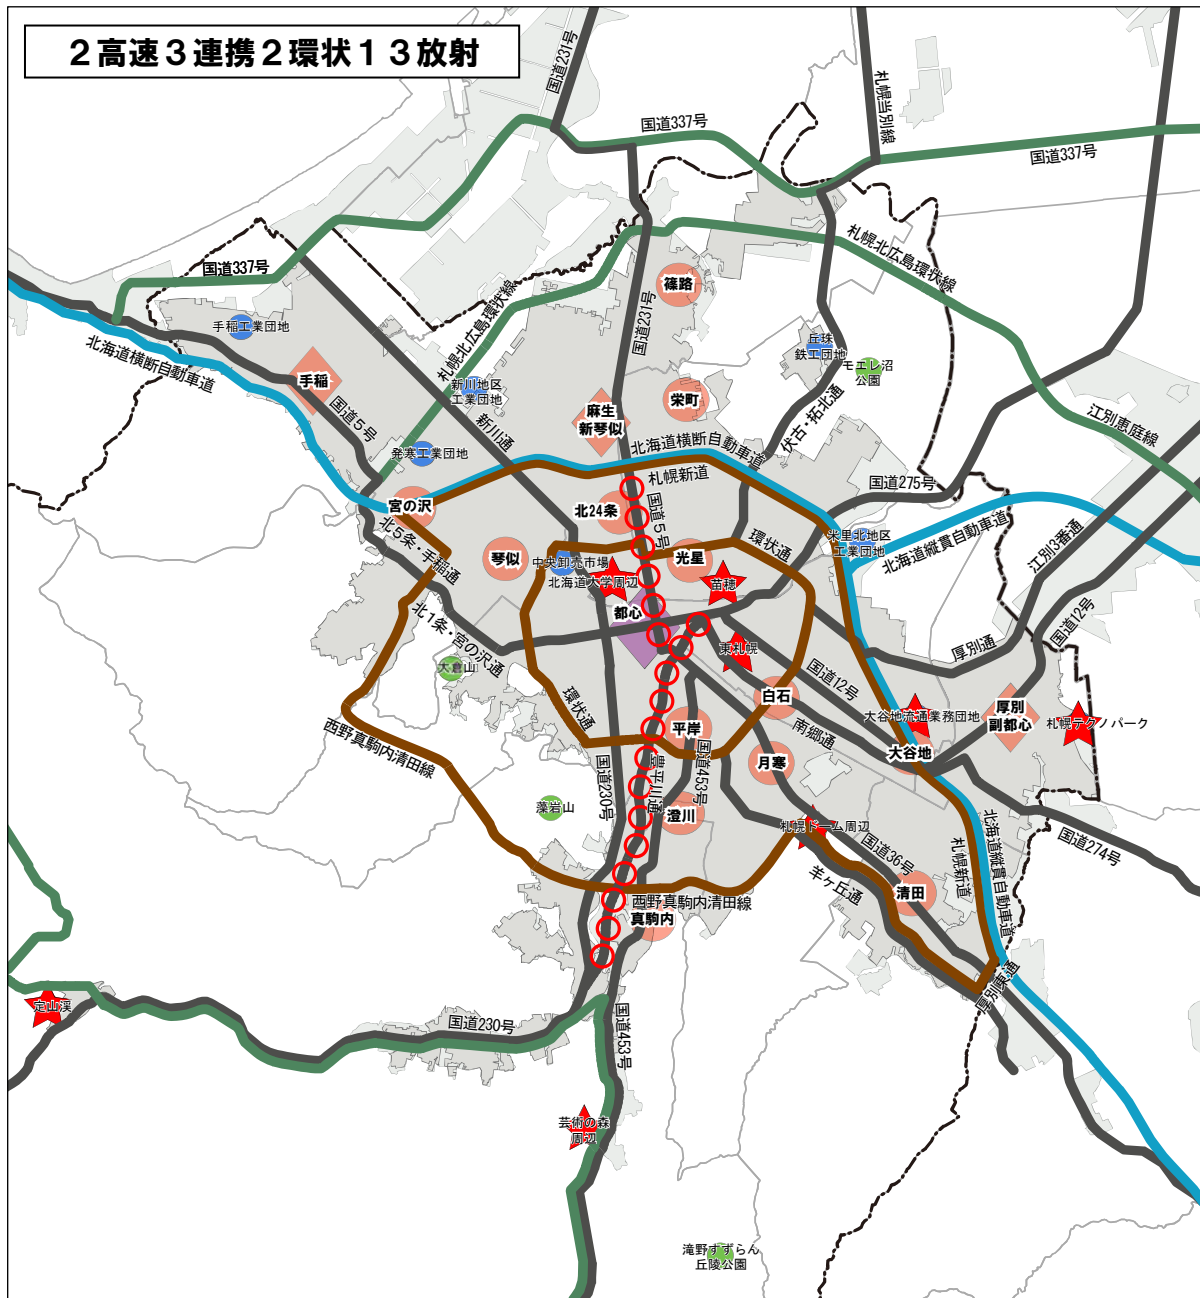 ２高速３連携２環状１３放射
国道231号
札幌当別線
国道337号
国道337号
国道337号
札幌北広島環状線
札幌北広島環状線
篠路
手稲工業団地
国道231号
丘珠
鉄工団地
モエレ沼
公園
北海道横断自動車道
手稲
国道５号
新川地区
工業団地
新川通
麻生
新琴似
栄町
伏古・拓北通
江別恵庭線
発寒工業団地
北海道横断自動車道
札幌新道
国道275号
宮の沢
北24条
国道５号
北５条・手稲通
琴似
中央卸売市場
北海道大学周辺
光星
苗穂
環状通
米里北地区
工業団地
北海道縦貫自動車道
江別３番通
国道12号
北１条・宮の沢通
都心
東札幌
国道12号
厚別通
大倉山
環状通
白石
南郷通
大谷地流通業務団地
厚別
副都心
札幌テクノパーク
西野真駒内清田線
平岸
国道453号
月寒
大谷地
国道230号
豊平川通
藻岩山
澄川
札幌ドーム周辺
国道36号
羊ヶ丘通
札幌新道
北海道縦貫自動車道
国道274号
清田
西野真駒内清田線
真駒内
厚別東通
定山渓
国道230号
国道453号
芸術の森
周辺
滝野すずらん
丘陵公園